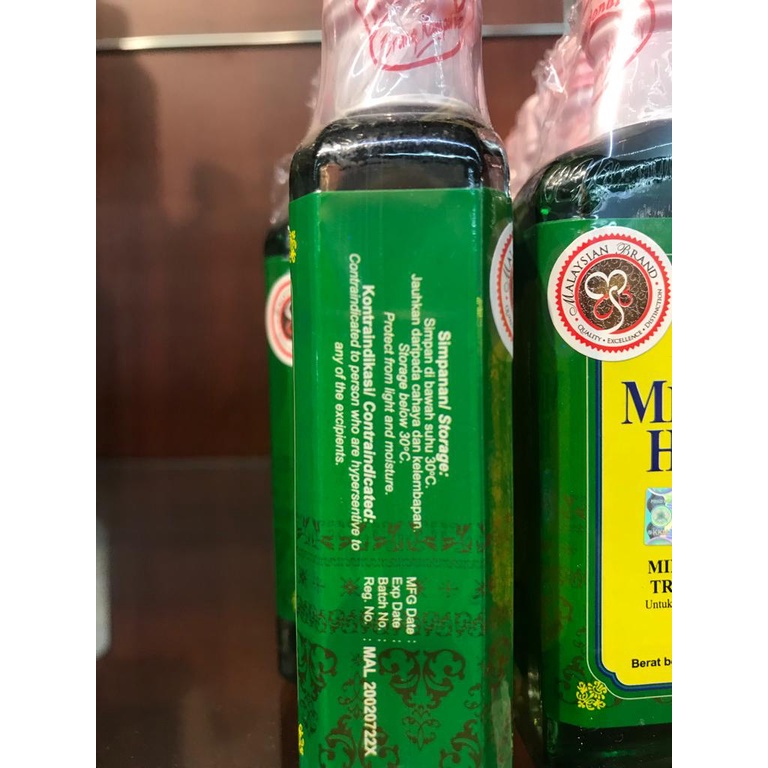 Simpanan/ Storage:
Simpan di bawah suhu 30°C.
Jauhkan daripada cahaya dan kelembapan.
Storage below 30°C.
Protect from light and moisture.
Kontraindikasi/ Contraindicated:
Contraindicated to person who are hypersentive to
any of the excipients.
MFG Date :
Exp Date :
Batch No. :
Reg. No. : MAL 20020722X
MALAYSIAN BRAND
QUALITY • EXCELLENCE • DISTINCTION
Untuk
Berat